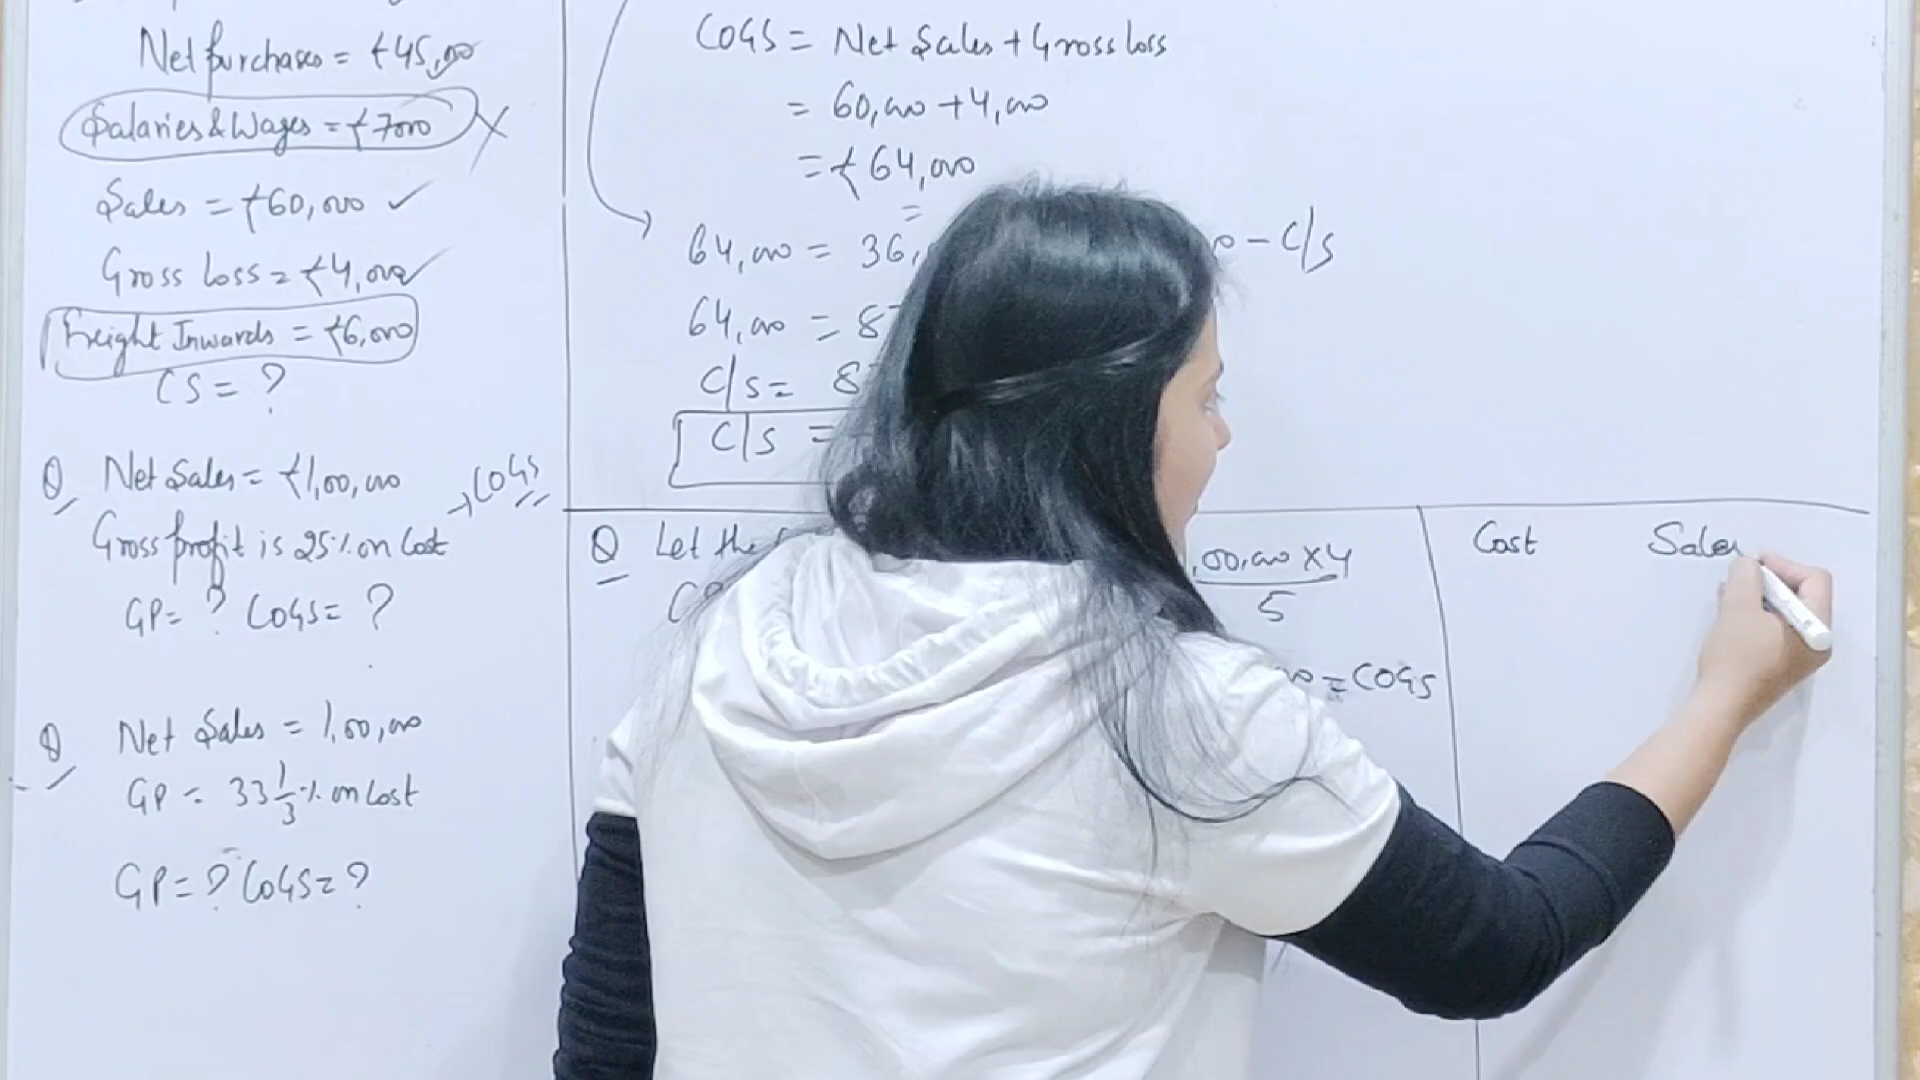 Net purchases = ₹45,000
Salaries & Wages = ₹7000
Sales = ₹60,000 ✓
Gross loss = ₹4,000
Freight Inwards = ₹6,000
CS = ?
Q Net Sales = ₹1,00,000
→ COGS
Gross profit is 25% on Cost
GP = ? COGS = ?
Q Net Sales = 1,00,000
GP = 33 1/3 % on Cost
GP = ? COGS = ?
COGS = Net Sales + Gross loss
= 60,000 + 4,000
= ₹64,000
64,000 = 36, – C/S
64,000 = 8
C/S = 8
C/S =
Q Let the
,00,000 × 4
5
= COGS
Cost Sales